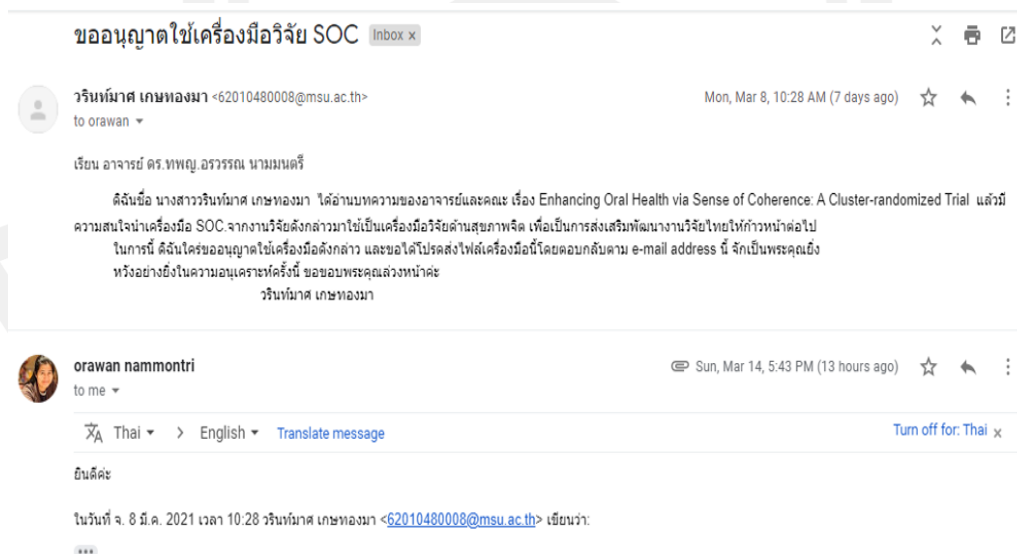 ขออนุญาตใช้เครื่องมือวิจัย SOC Inbox x
วรินท์มาศ เกษทองมา <62010480008@msu.ac.th> Mon, Mar 8, 10:28 AM (7 days ago)
to orawan
เรียน อาจารย์ ดร.ทพญ.อรวรรณ นามมนตรี
ดิฉันชื่อ นางสาววรินท์มาศ เกษทองมา ได้อ่านบทความของอาจารย์และคณะ เรื่อง Enhancing Oral Health via Sense of Coherence: A Cluster-randomized Trial แล้วมี
ความสนใจนำเครื่องมือ SOC.จากงานวิจัยดังกล่าวมาใช้เป็นเครื่องมือวิจัยด้านสุขภาพจิต เพื่อเป็นการส่งเสริมพัฒนางานวิจัยไทยให้ก้าวหน้าต่อไป
ในการนี้ ดิฉันใคร่ขออนุญาตใช้เครื่องมือดังกล่าว และขอได้โปรดส่งไฟล์เครื่องมือนี้โดยตอบกลับตาม e-mail address นี้ จักเป็นพระคุณยิ่ง
หวังอย่างยิ่งในความอนุเคราะห์ครั้งนี้ ขอขอบพระคุณล่วงหน้าค่ะ
วรินท์มาศ เกษทองมา
orawan nammontri Sun, Mar 14, 5:43 PM (13 hours ago)
to me
Thai > English Translate message Turn off for: Thai x
ยินดีค่ะ
ในวันที่ จ. 8 มี.ค. 2021 เวลา 10:28 วรินท์มาศ เกษทองมา <62010480008@msu.ac.th> เขียนว่า: